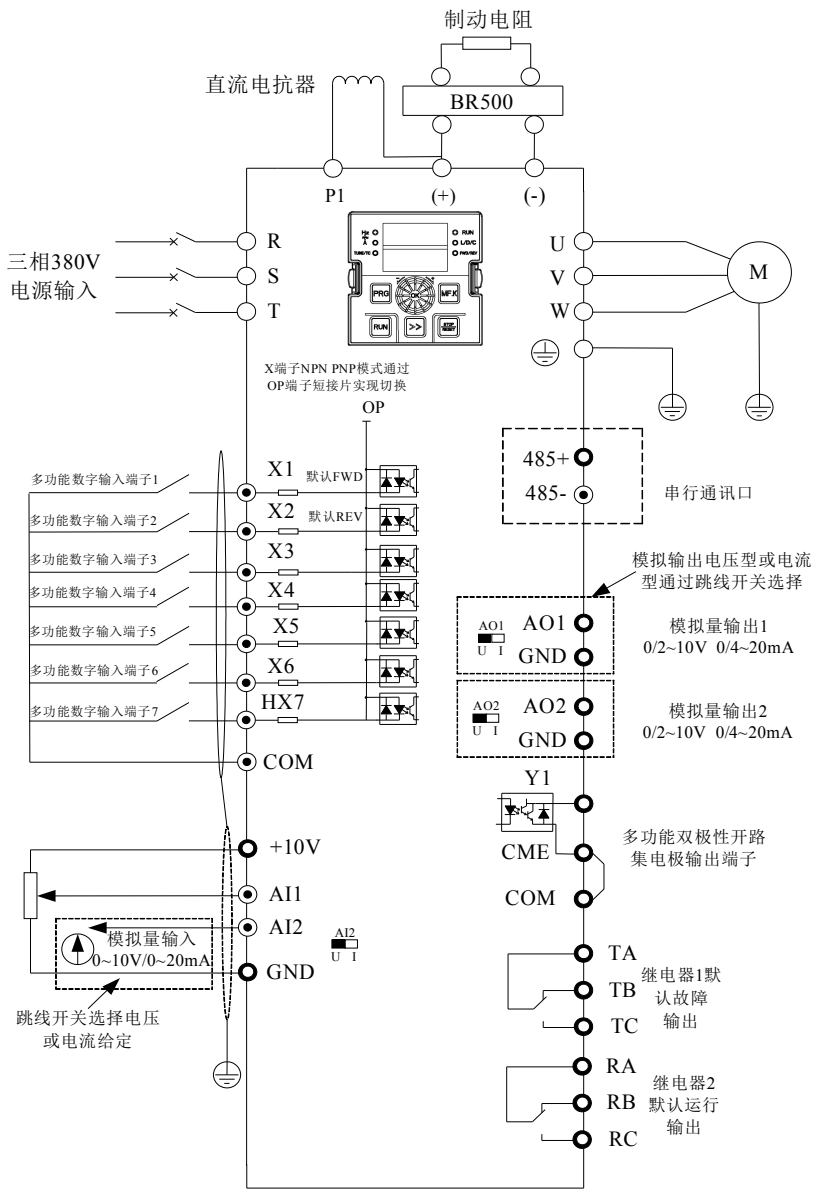 制动电阻
直流电抗器
BR500
P1
(+)
(-)
三相380V
电源输入
R
S
T
Hz
A
TUNE/TC
RUN
L/D/C
FWD/REV
PRG
OK
MF.K
RUN
>>
STOP
RESET
U
V
W
M
X端子NPN PNP模式通过
OP端子短接片实现切换
OP
多功能数字输入端子1
X1
默认FWD
多功能数字输入端子2
X2
默认REV
多功能数字输入端子3
X3
多功能数字输入端子4
X4
多功能数字输入端子5
X5
多功能数字输入端子6
X6
多功能数字输入端子7
HX7
COM
485+
485-
串行通讯口
模拟输出电压型或电流
型通过跳线开关选择
AO1
U I
AO1
GND
模拟量输出1
0/2~10V 0/4~20mA
AO2
U I
AO2
GND
模拟量输出2
0/2~10V 0/4~20mA
Y1
CME
COM
多功能双极性开路
集电极输出端子
+10V
AI1
AI2
GND
AI2
U I
模拟量输入
0~10V/0~20mA
跳线开关选择电压
或电流给定
TA
TB
TC
继电器1默
认故障
输出
RA
RB
RC
继电器2
默认运行
输出